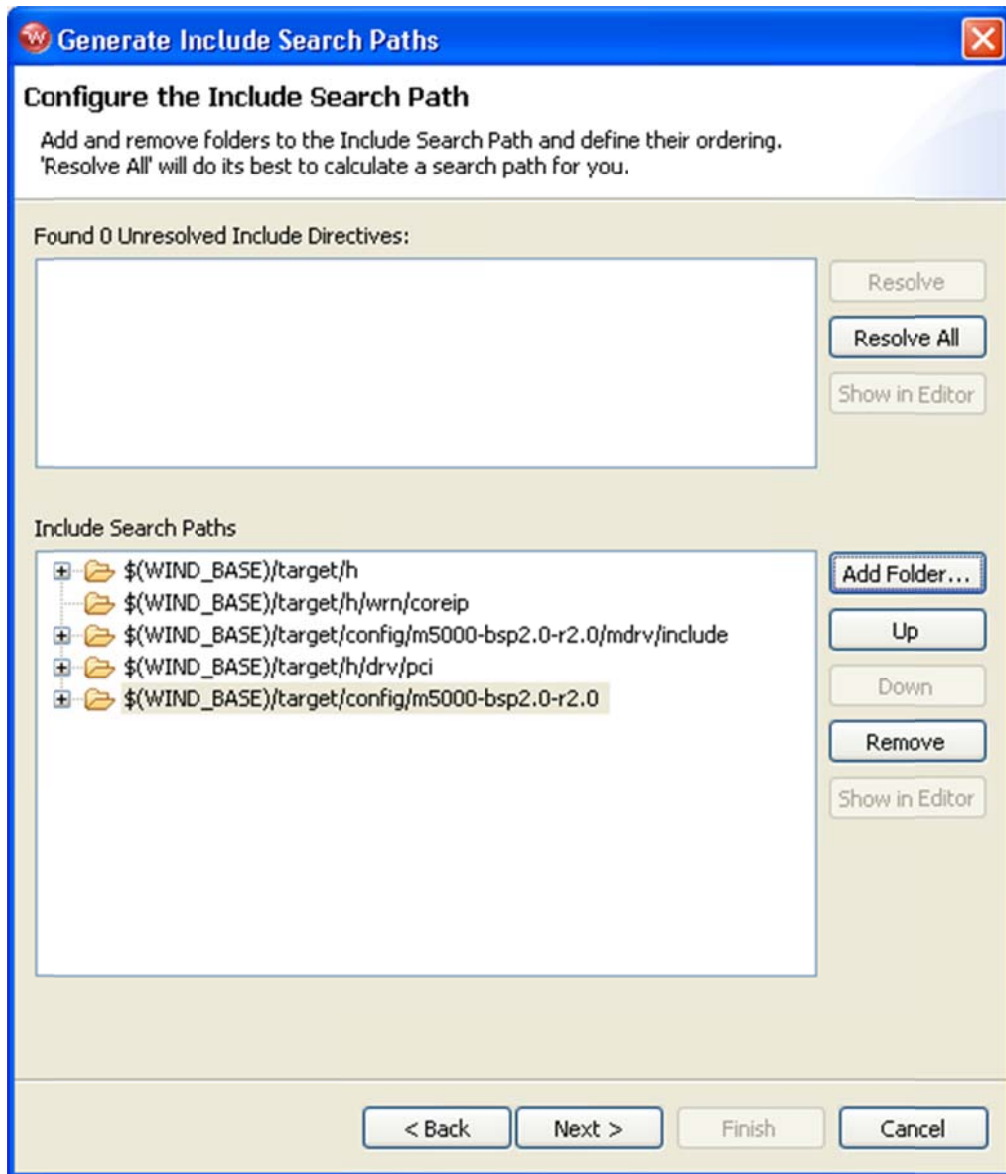 Generate Include Search Paths
Configure the Include Search Path
Add and remove folders to the Include Search Path and define their ordering.
'Resolve All' will do its best to calculate a search path for you.
Found 0 Unresolved Include Directives:
Resolve
Resolve All
Show in Editor
Include Search Paths
$(WIND_BASE)/target/h
$(WIND_BASE)/target/h/wrn/coreip
$(WIND_BASE)/target/config/m5000-bsp2.0-r2.0/mdrv/include
$(WIND_BASE)/target/h/drv/pci
$(WIND_BASE)/target/config/m5000-bsp2.0-r2.0
Add Folder...
Up
Down
Remove
Show in Editor
< Back Next > Finish Cancel